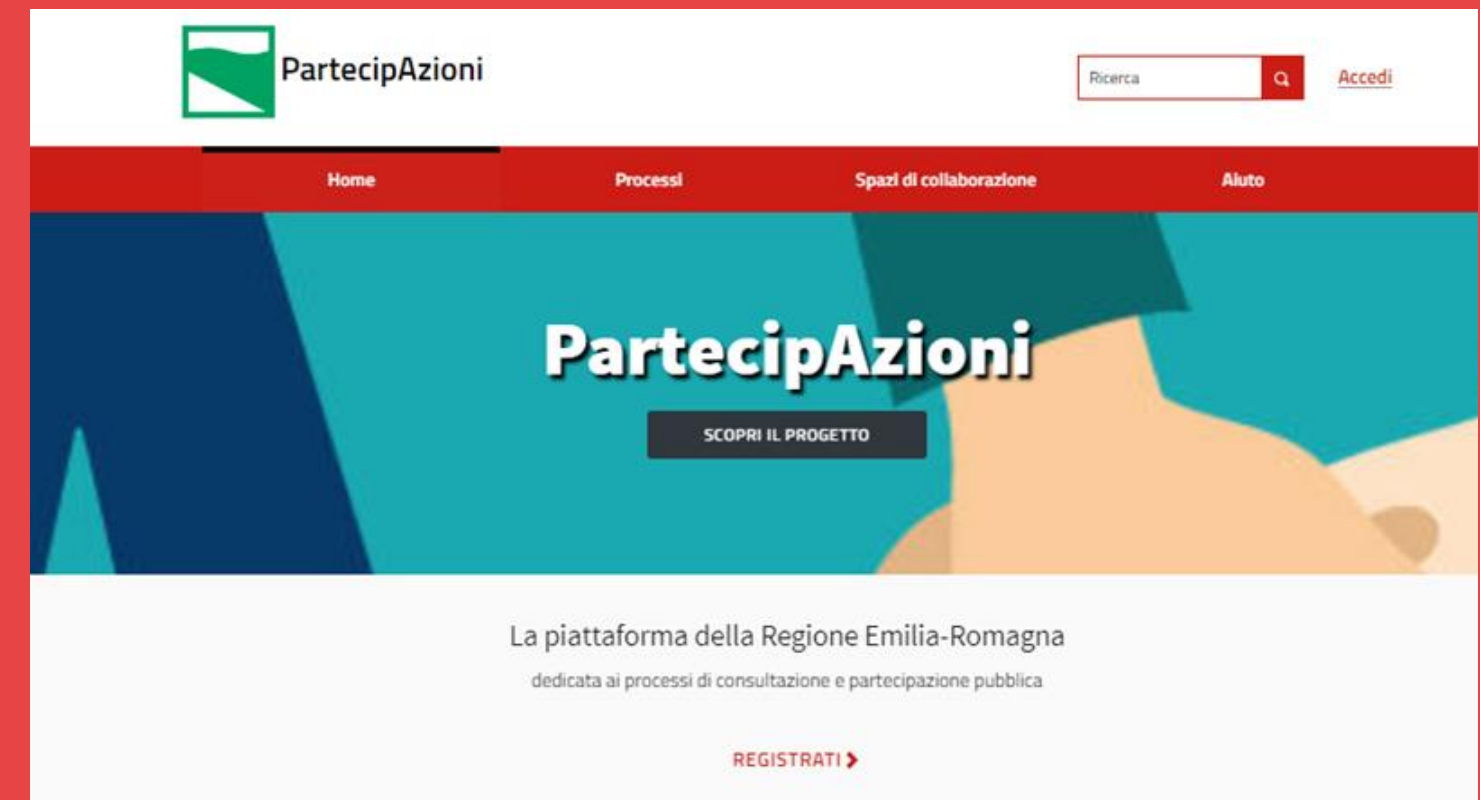 PartecipAzioni
Ricerca
Accedi
Home
Processi
Spazi di collaborazione
Aiuto
PartecipAzioni
SCOPRI IL PROGETTO
La piattaforma della Regione Emilia-Romagna
dedicata ai processi di consultazione e partecipazione pubblica
REGISTRATI